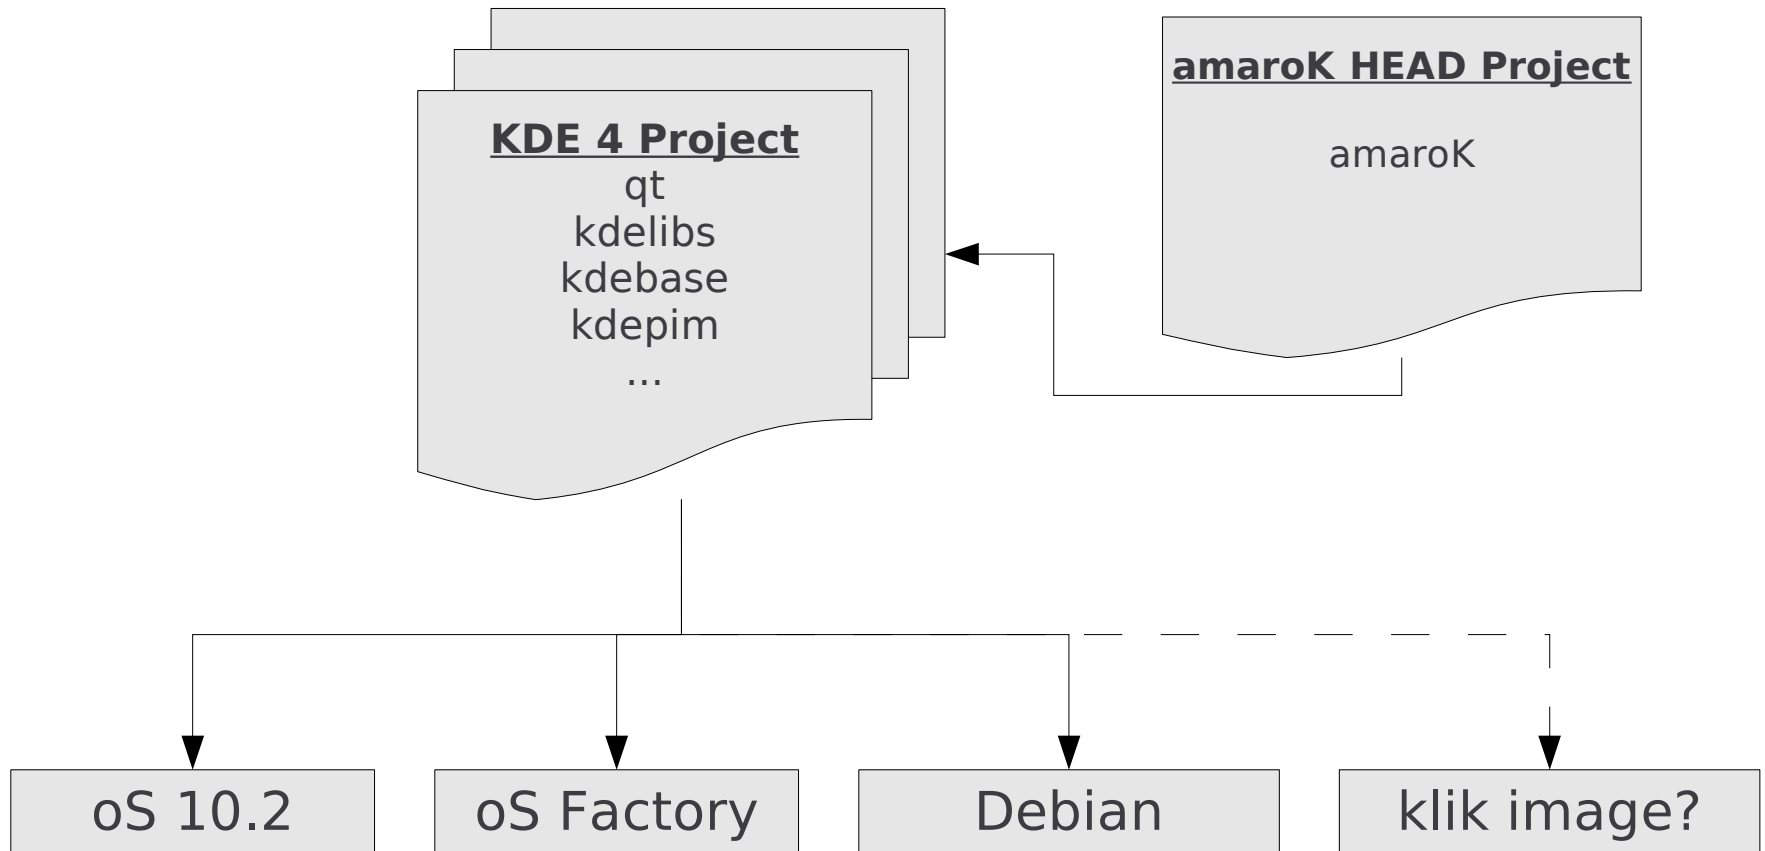 KDE 4 Project
qt
kdelibs
kdebase
kdepim
...
amaroK HEAD Project
amaroK
oS 10.2
oS Factory
Debian
klik image?